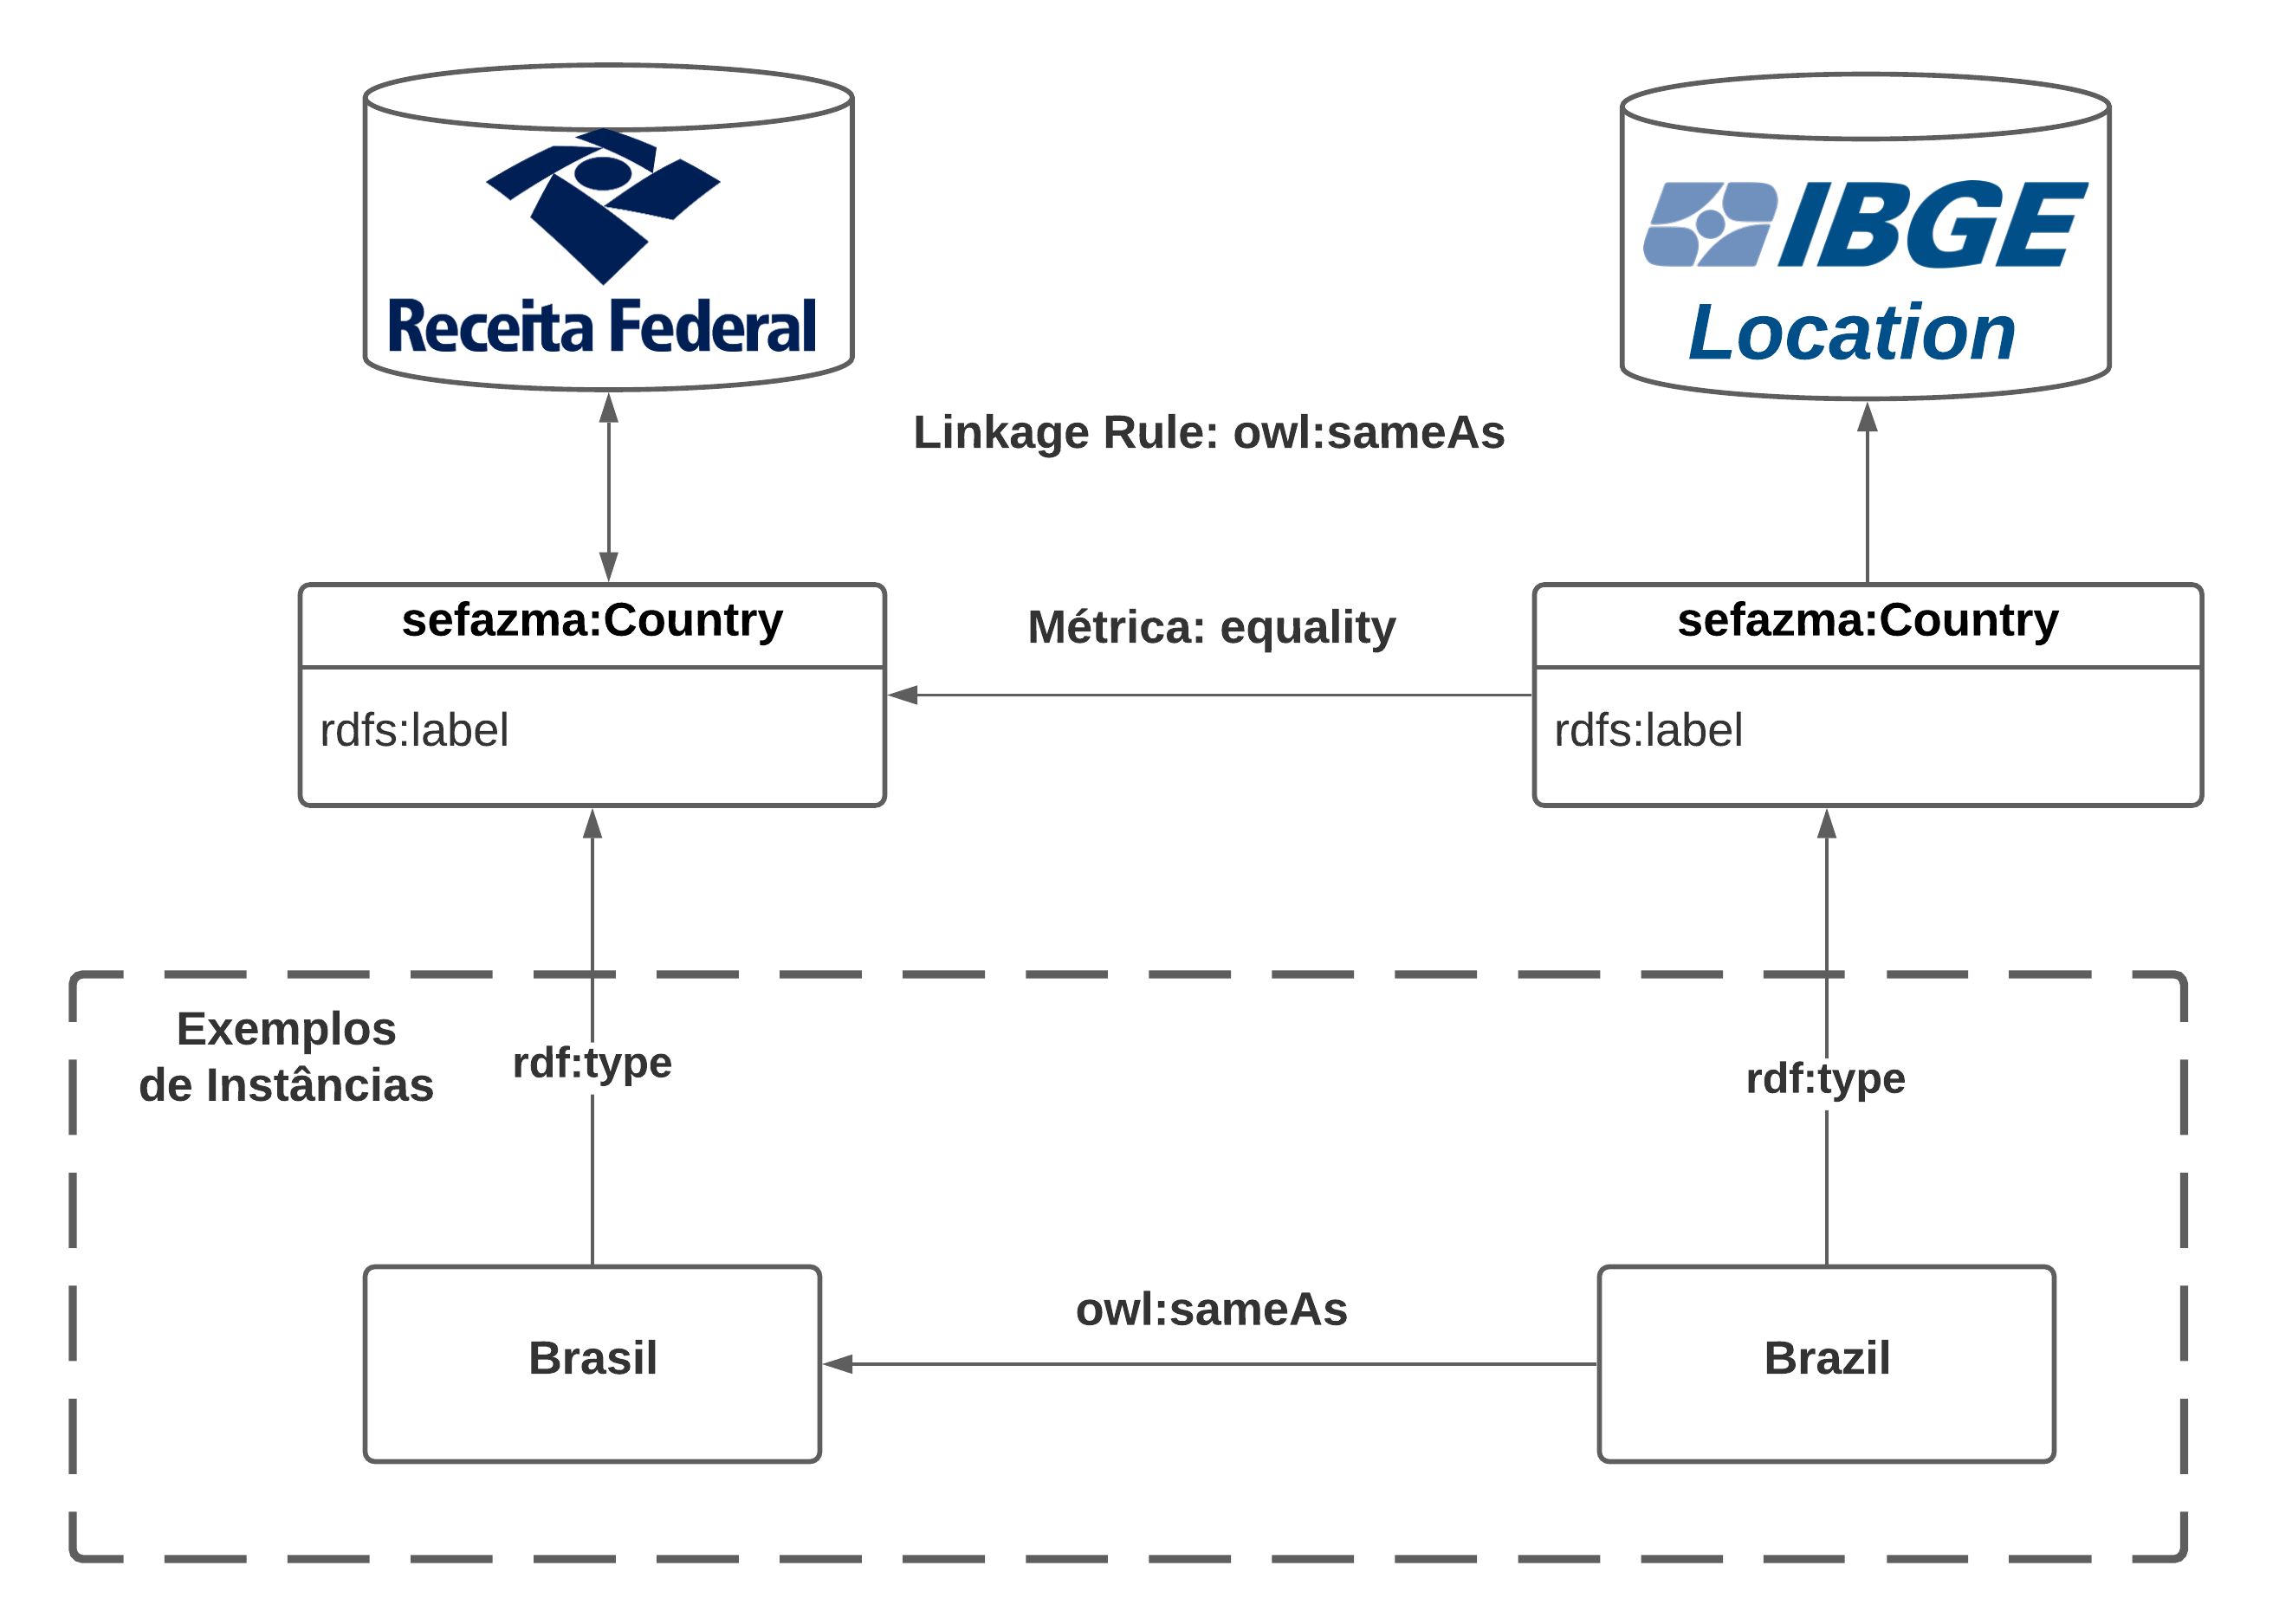 Receita Federal
IBGE
Location
Linkage Rule: owl:sameAs
sefazma:Country
rdfs:label
Métrica: equality
sefazma:Country
rdfs:label
Exemplos
de Instâncias
rdf:type
rdf:type
Brasil
owl:sameAs
Brazil